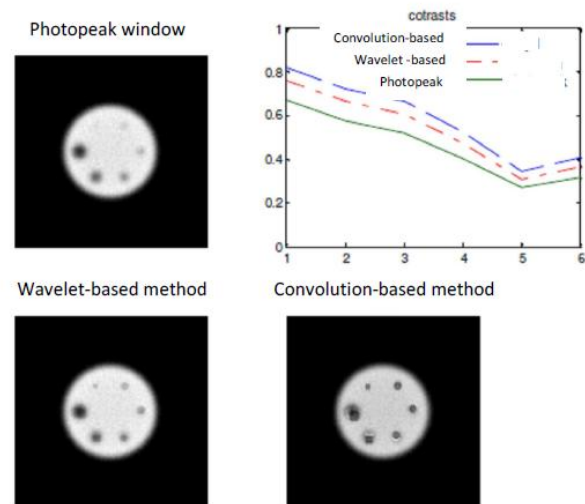 Photopeak window
cotrasts
Convolution-based
Wavelet -based
Photopeak
1
0.8
0.6
0.4
0.2
0
1 2 3 4 5 6
Wavelet-based method
Convolution-based method